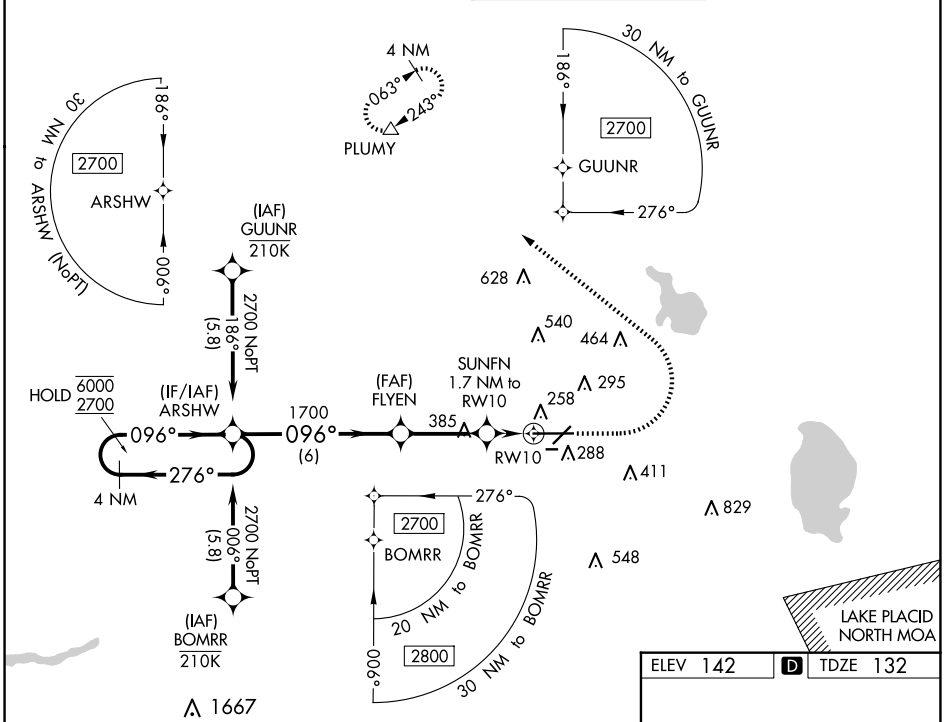 4 NM
063°
243°
PLUMY
30 NM to GUUNR
186°
2700
GUUNR
276°
30 NM to ARSHW (NoPT)
186°
2700
ARSHW
006°
(IAF)
GUUNR
210K
2700 NoPT
186°
(5.8)
628
540
464
295
258
288
411
829
548
385
HOLD 6000
2700
(IF/IAF)
ARSHW
096°
276°
4 NM
1700
096°
(6)
(FAF)
FLYEN
SUNFN
1.7 NM to
RW10
RW10
2700 NoPT
006°
(5.8)
(IAF)
BOMRR
210K
276°
2700
BOMRR
20 NM to BOMRR
006°
2800
30 NM to BOMRR
1667
LAKE PLACID
NORTH MOA
ELEV 142 D TDZE 132